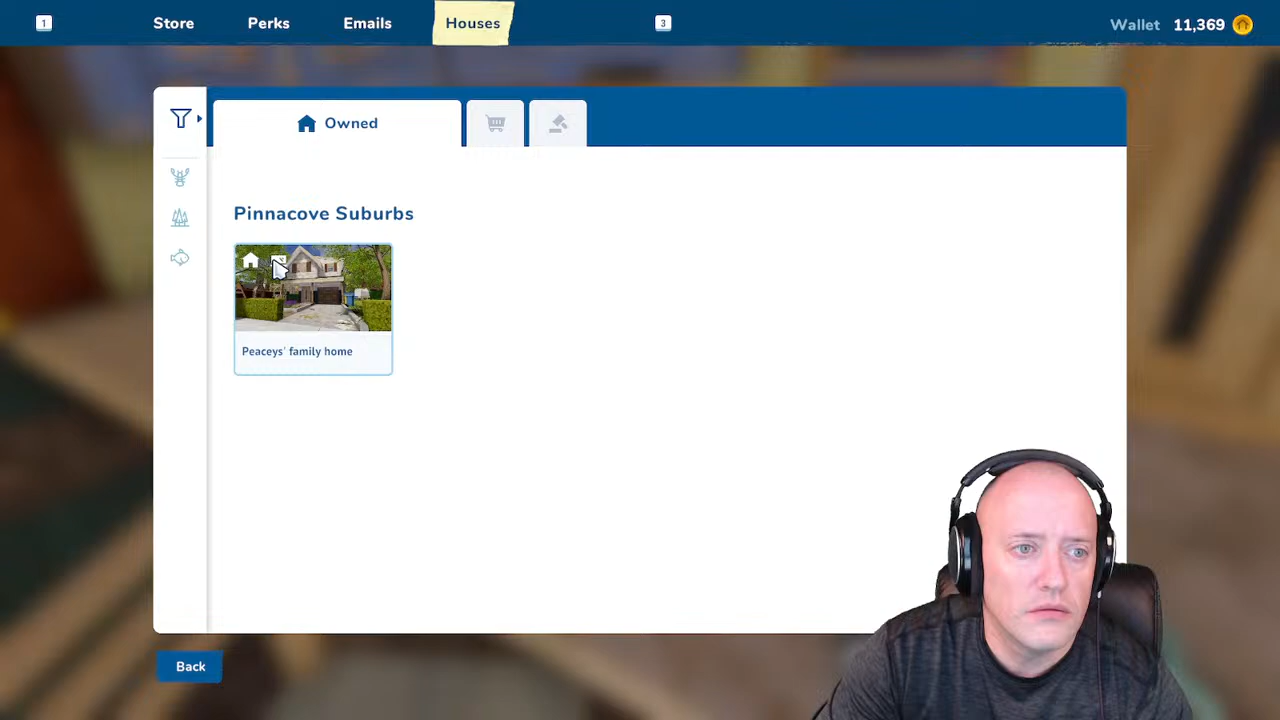 1
Store
Perks
Emails
Houses
3
Wallet 11,369
Owned
Pinnacove Suburbs
Peaceys' family home
Back